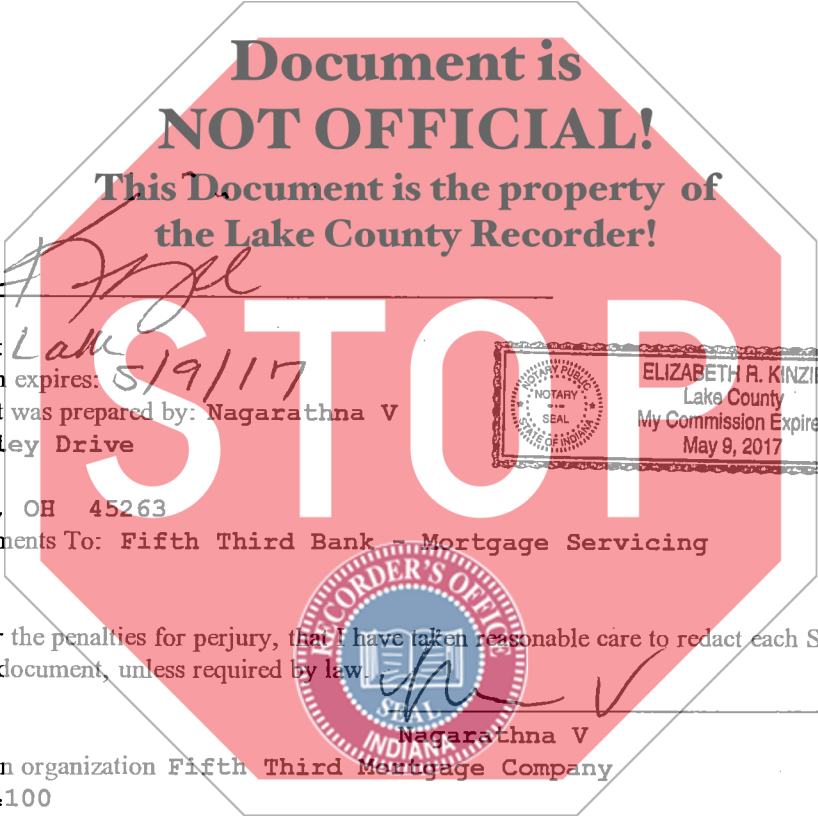 Document is
NOT OFFICIAL!
This Document is the property of
the Lake County Recorder!
STOP
Lake
expires: 5/9/17
t was prepared by: Nagarathna V
ley Drive
ELIZABETH R. KINZIE
Lake County
My Commission Expire
May 9, 2017
NOTARY PUBLIC
NOTARY
SEAL
STATE OF INDIANA
, OH 45263
ments To: Fifth Third Bank - Mortgage Servicing
RECORDER'S OFFICE
SEAL
INDIANA
the penalties for perjury, that I have taken reasonable care to redact each S
document, unless required by law.
Nagarathna V
n organization Fifth Third Mortgage Company
100